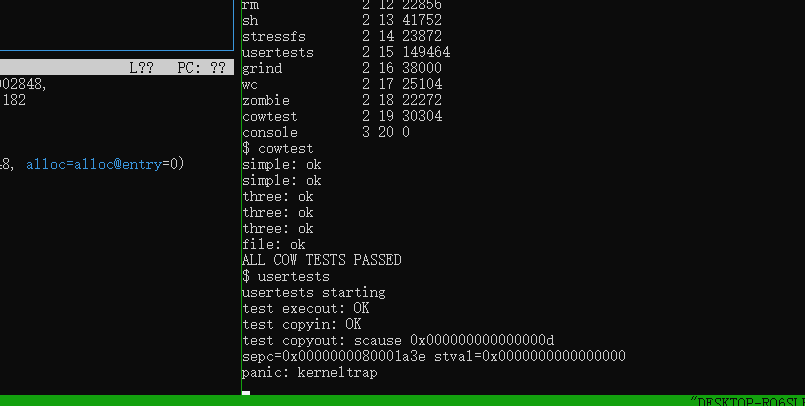 L?? PC: ??
02848,
182
8, alloc=alloc@entry=0)
rm 2 12 22856
sh 2 13 41752
stressfs 2 14 23872
usertests 2 15 149464
grind 2 16 38000
wc 2 17 25104
zombie 2 18 22272
cowtest 2 19 30304
console 3 20 0
$ cowtest
simple: ok
simple: ok
three: ok
three: ok
three: ok
file: ok
ALL COW TESTS PASSED
$ usertests
usertests starting
test execout: OK
test copyin: OK
test copyout: scause 0x000000000000000d
sepc=0x0000000080001a3e stval=0x0000000000000000
panic: kerneltrap